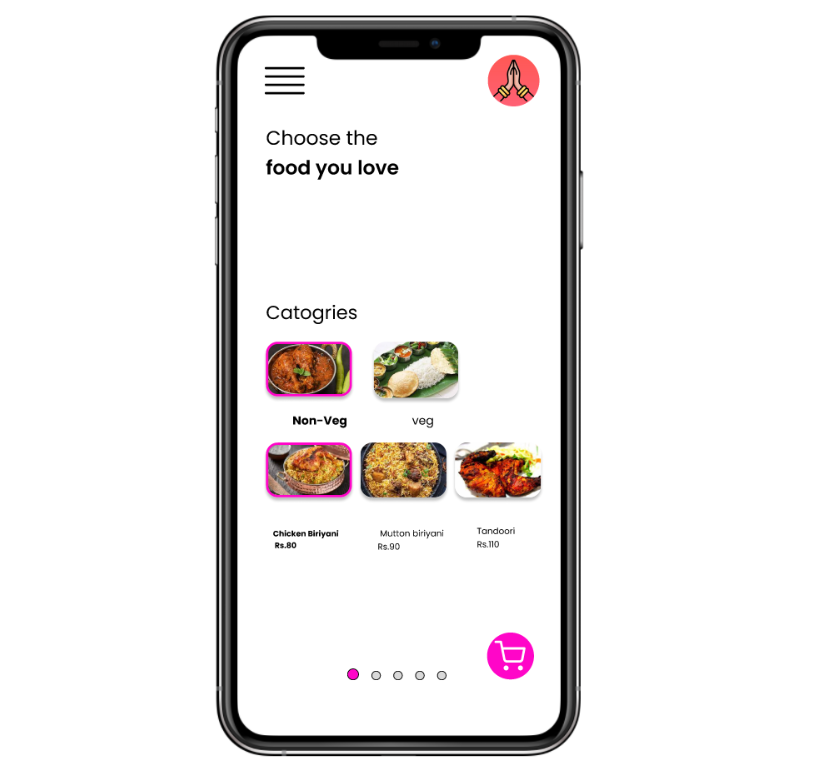 Choose the
food you love
Catogries
Non-Veg
veg
Chicken Biriyani
Rs.80
Mutton biriyani
Rs.90
Tandoori
Rs.110